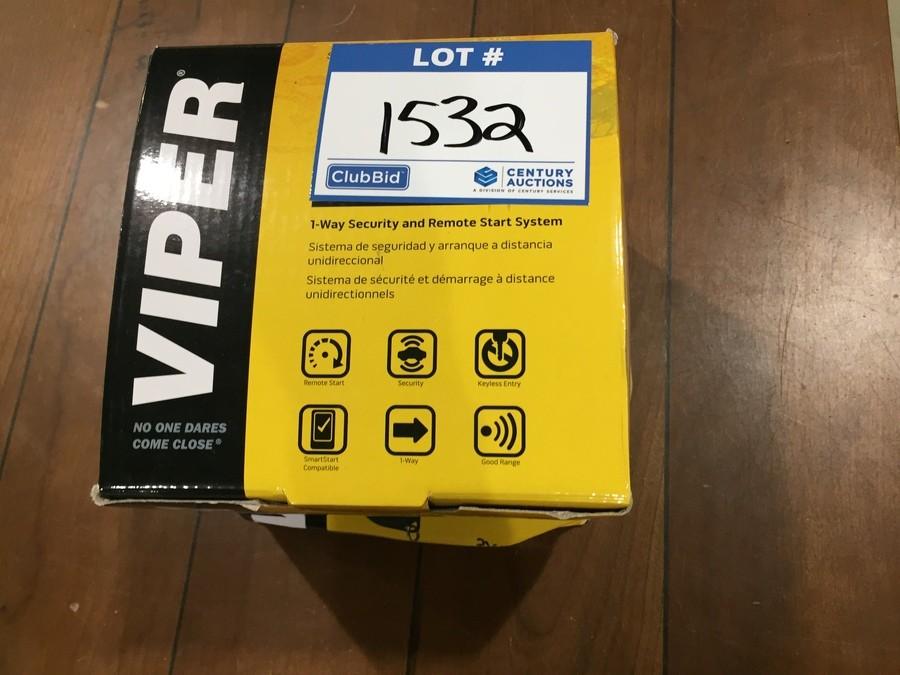 VIPER®
NO ONE DARES
COME CLOSE®
LOT #
1532
ClubBid
CENTURY
AUCTIONS
A DIVISION OF CENTURY SERVICES
1-Way Security and Remote Start System
Sistema de seguridad y arranque a distancia
unidireccional
Sistema de sécurité et démarrage à distance
unidirectionnels
Remote Start
Security
Keyless Entry
SmartStart
Compatible
1-Way
Good Range